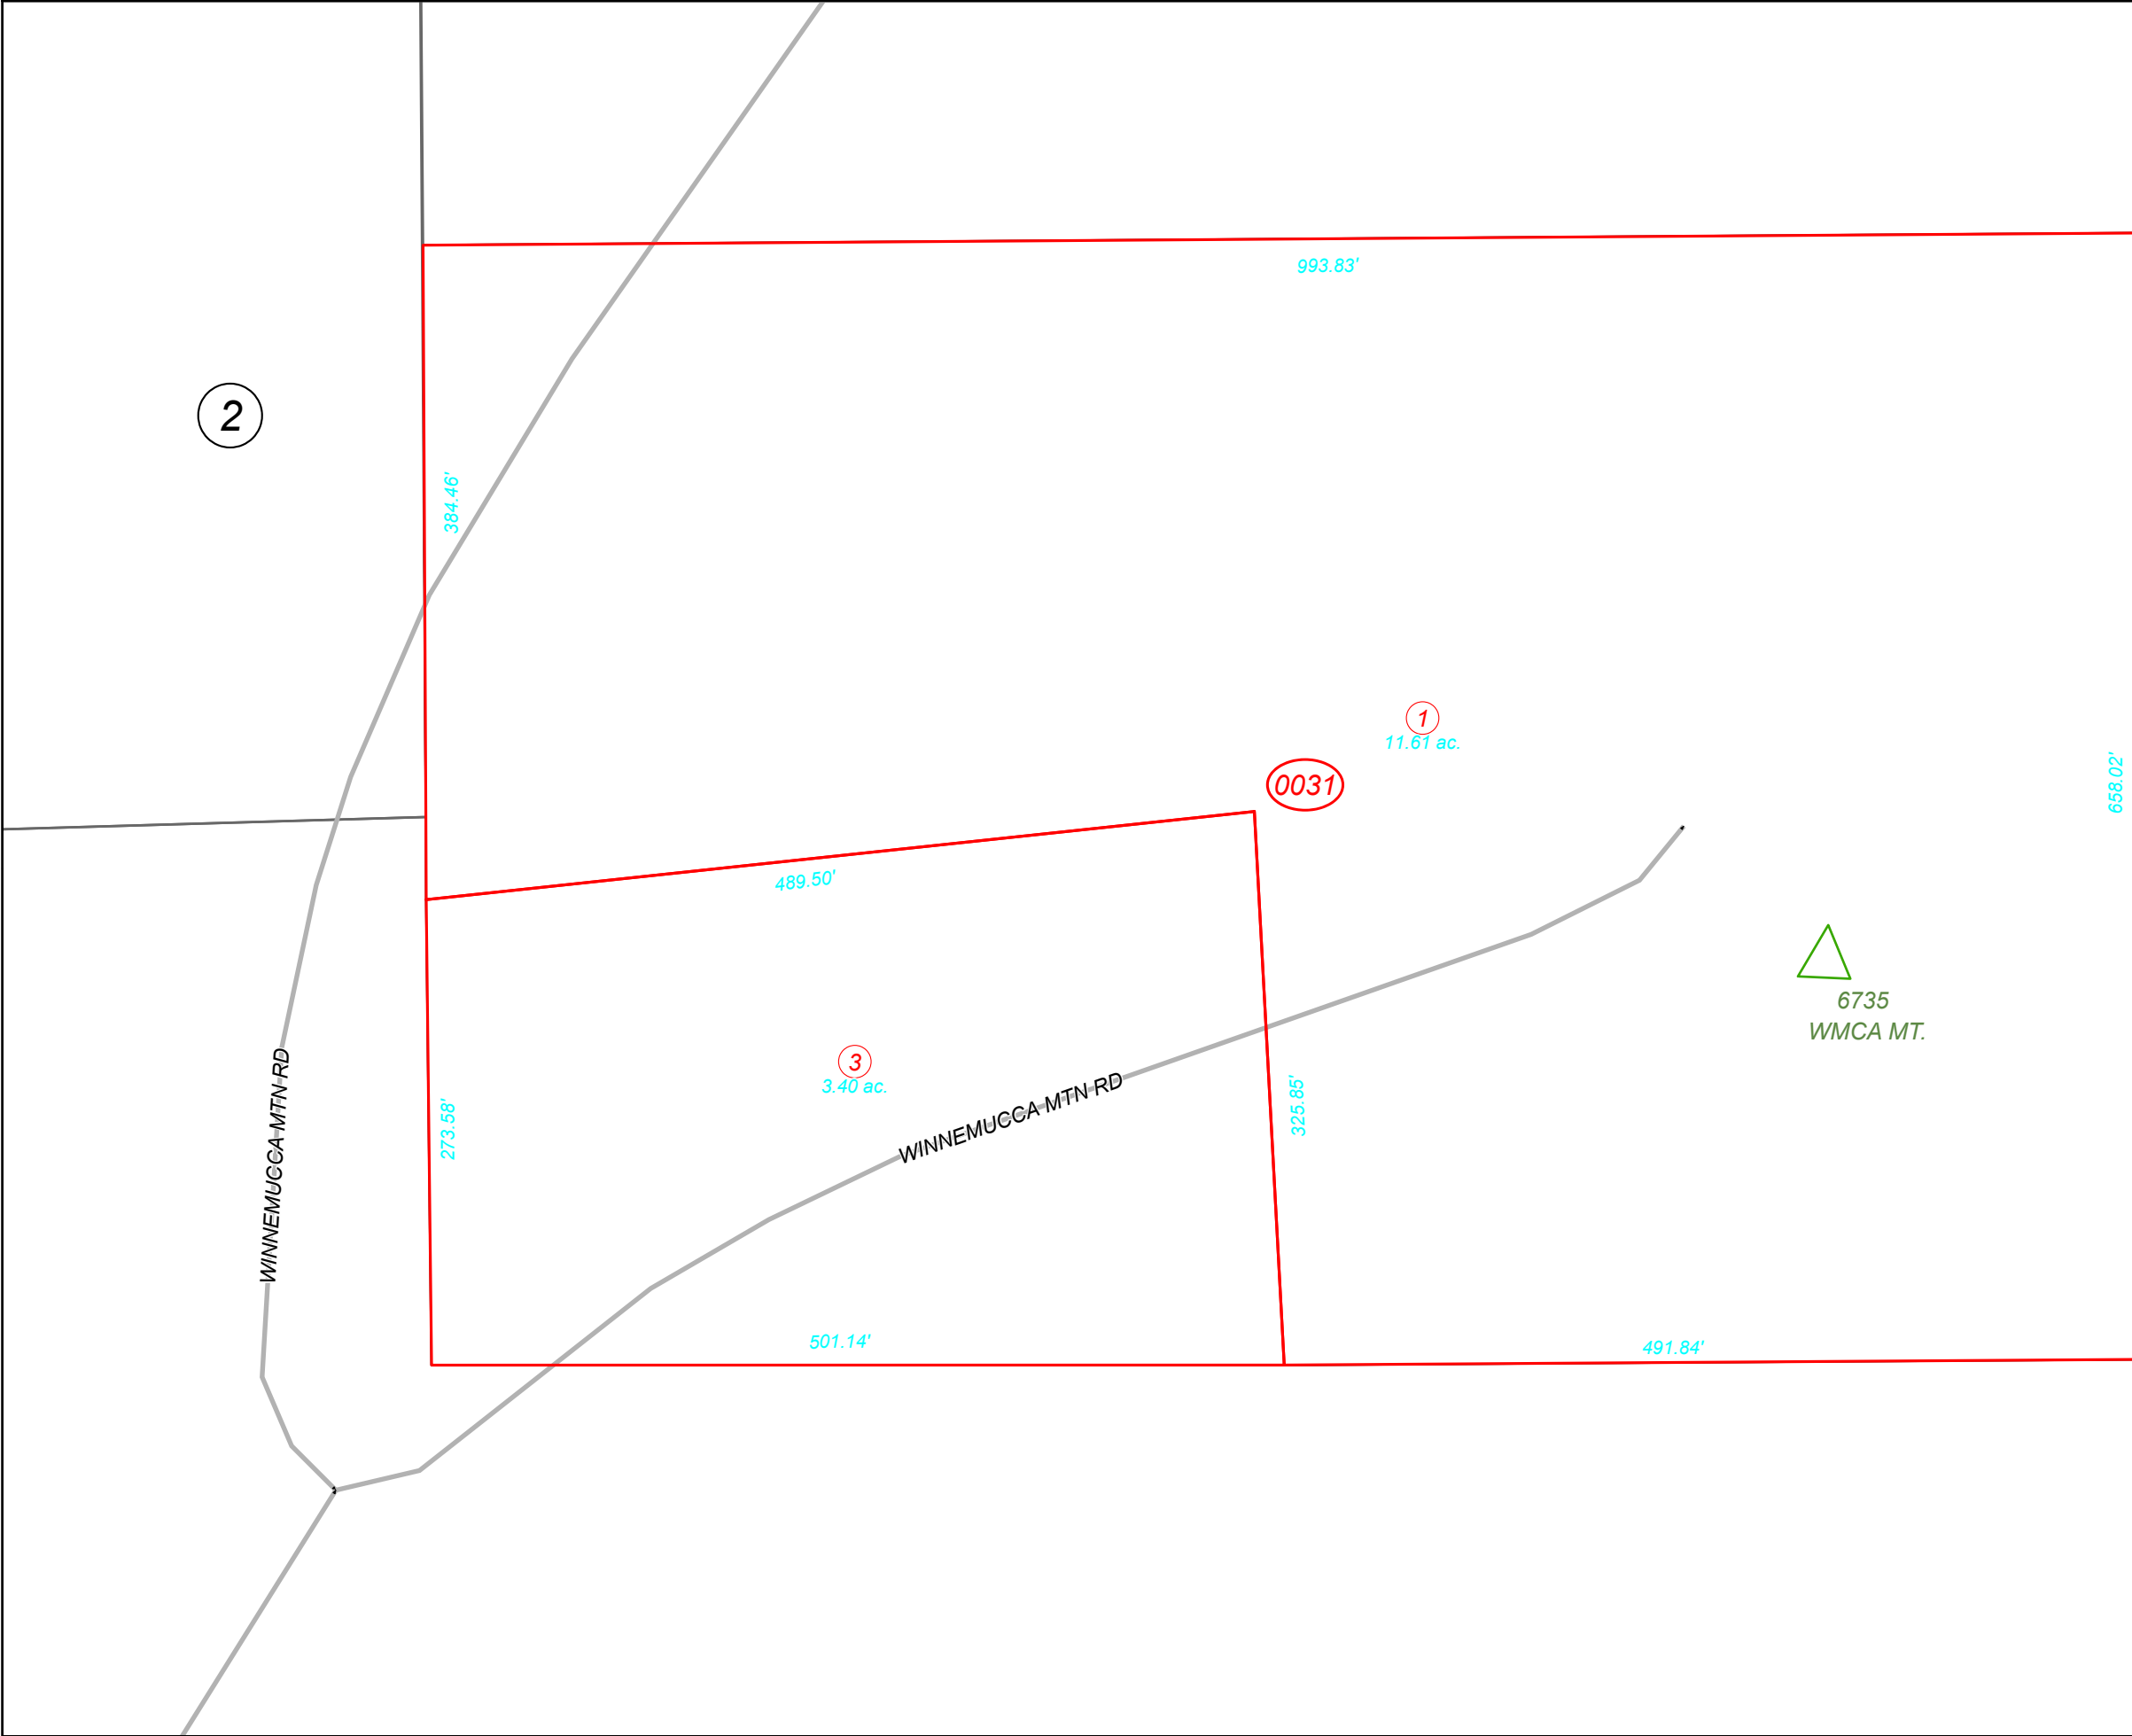 993.83'
2
384.46'
1
11.61 ac.
0031
658.02'
489.50'
6735
WMCA MT.
3
3.40 ac.
WINNEMUCCA MTN RD
WINNEMUCCA MTN RD
273.58'
325.85'
501.14'
491.84'